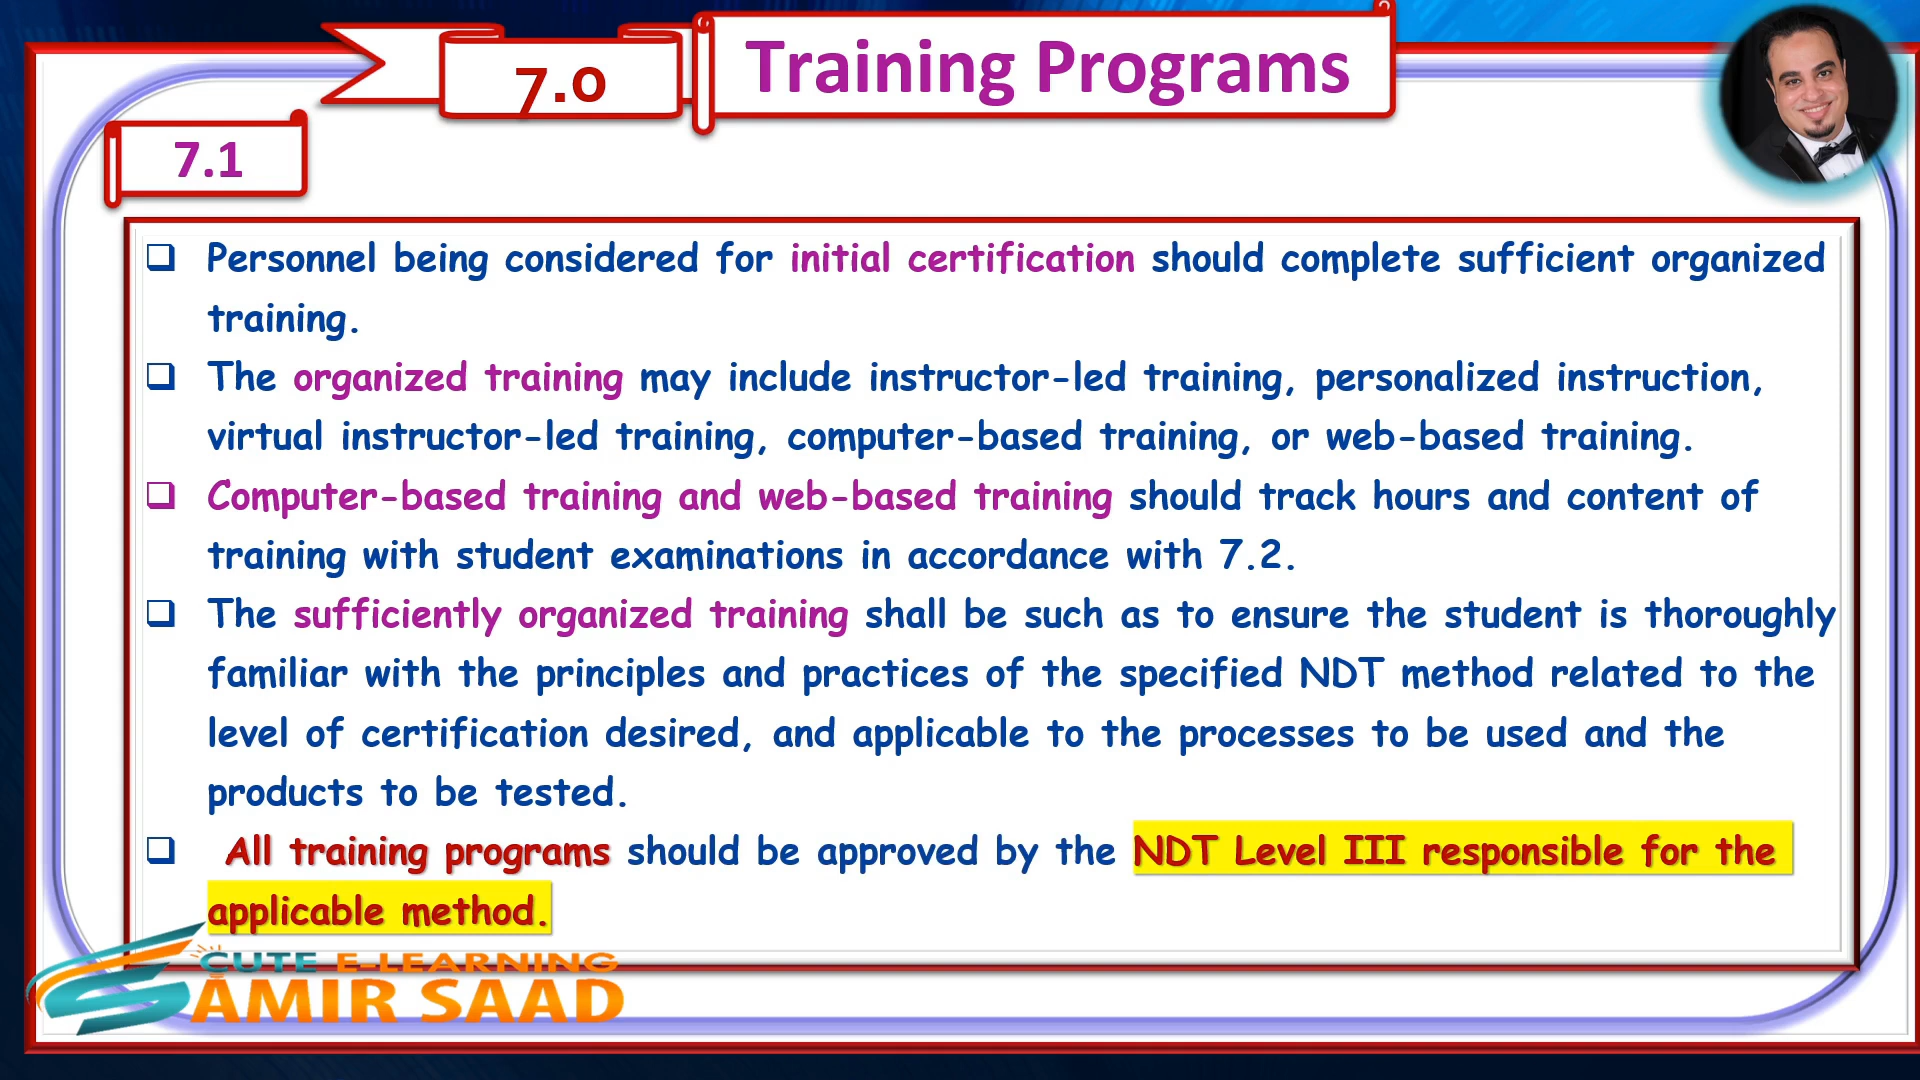 7.0
Training Programs
7.1
❑ Personnel being considered for initial certification should complete sufficient organized
training.
❑ The organized training may include instructor-led training, personalized instruction,
virtual instructor-led training, computer-based training, or web-based training.
❑ Computer-based training and web-based training should track hours and content of
training with student examinations in accordance with 7.2.
❑ The sufficiently organized training shall be such as to ensure the student is thoroughly
familiar with the principles and practices of the specified NDT method related to the
level of certification desired, and applicable to the processes to be used and the
products to be tested.
❑ All training programs should be approved by the NDT Level III responsible for the
applicable method.
CUTE E-LEARNING
AMIR SAAD